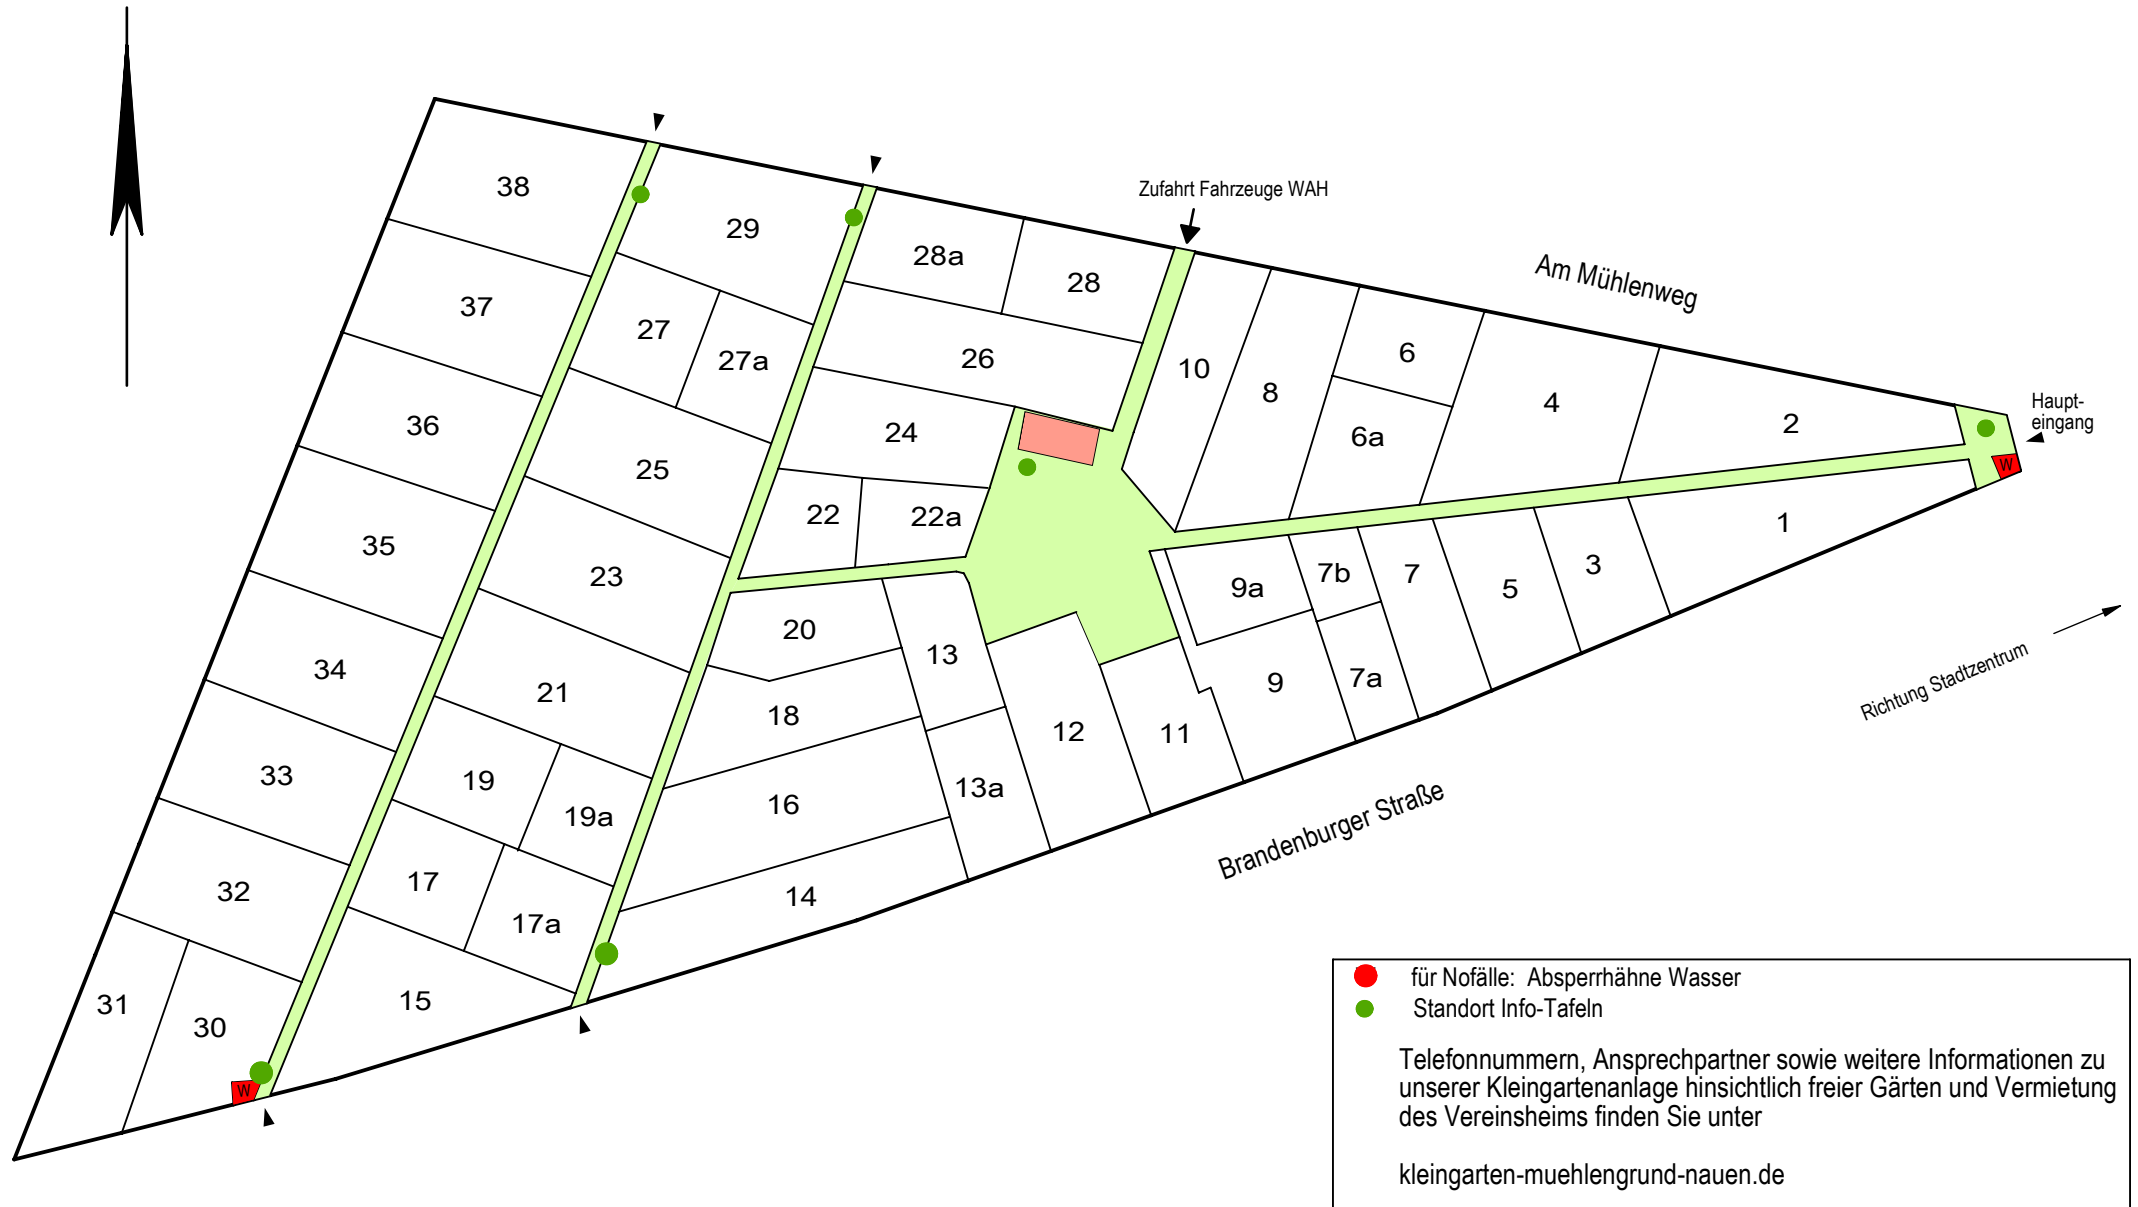 38
29
Zufahrt Fahrzeuge WAH
28a
28
Am Mühlenweg
37
27
27a
26
10
8
6
4
2
Haupt-
eingang
6a
36
24
25
22
22a
W
1
35
23
9a
7b
7
5
3
20
13
34
21
18
12
11
9
7a
Richtung Stadtzentrum
33
19
19a
16
13a
Brandenburger Straße
32
17
17a
14
31
30
15
W
für Nofälle: Absperrhähne Wasser
Standort Info-Tafeln
Telefonnummern, Ansprechpartner sowie weitere Informationen zu
unserer Kleingartenanlage hinsichtlich freier Gärten und Vermietung
des Vereinsheims finden Sie unter
kleingarten-muehlengrund-nauen.de